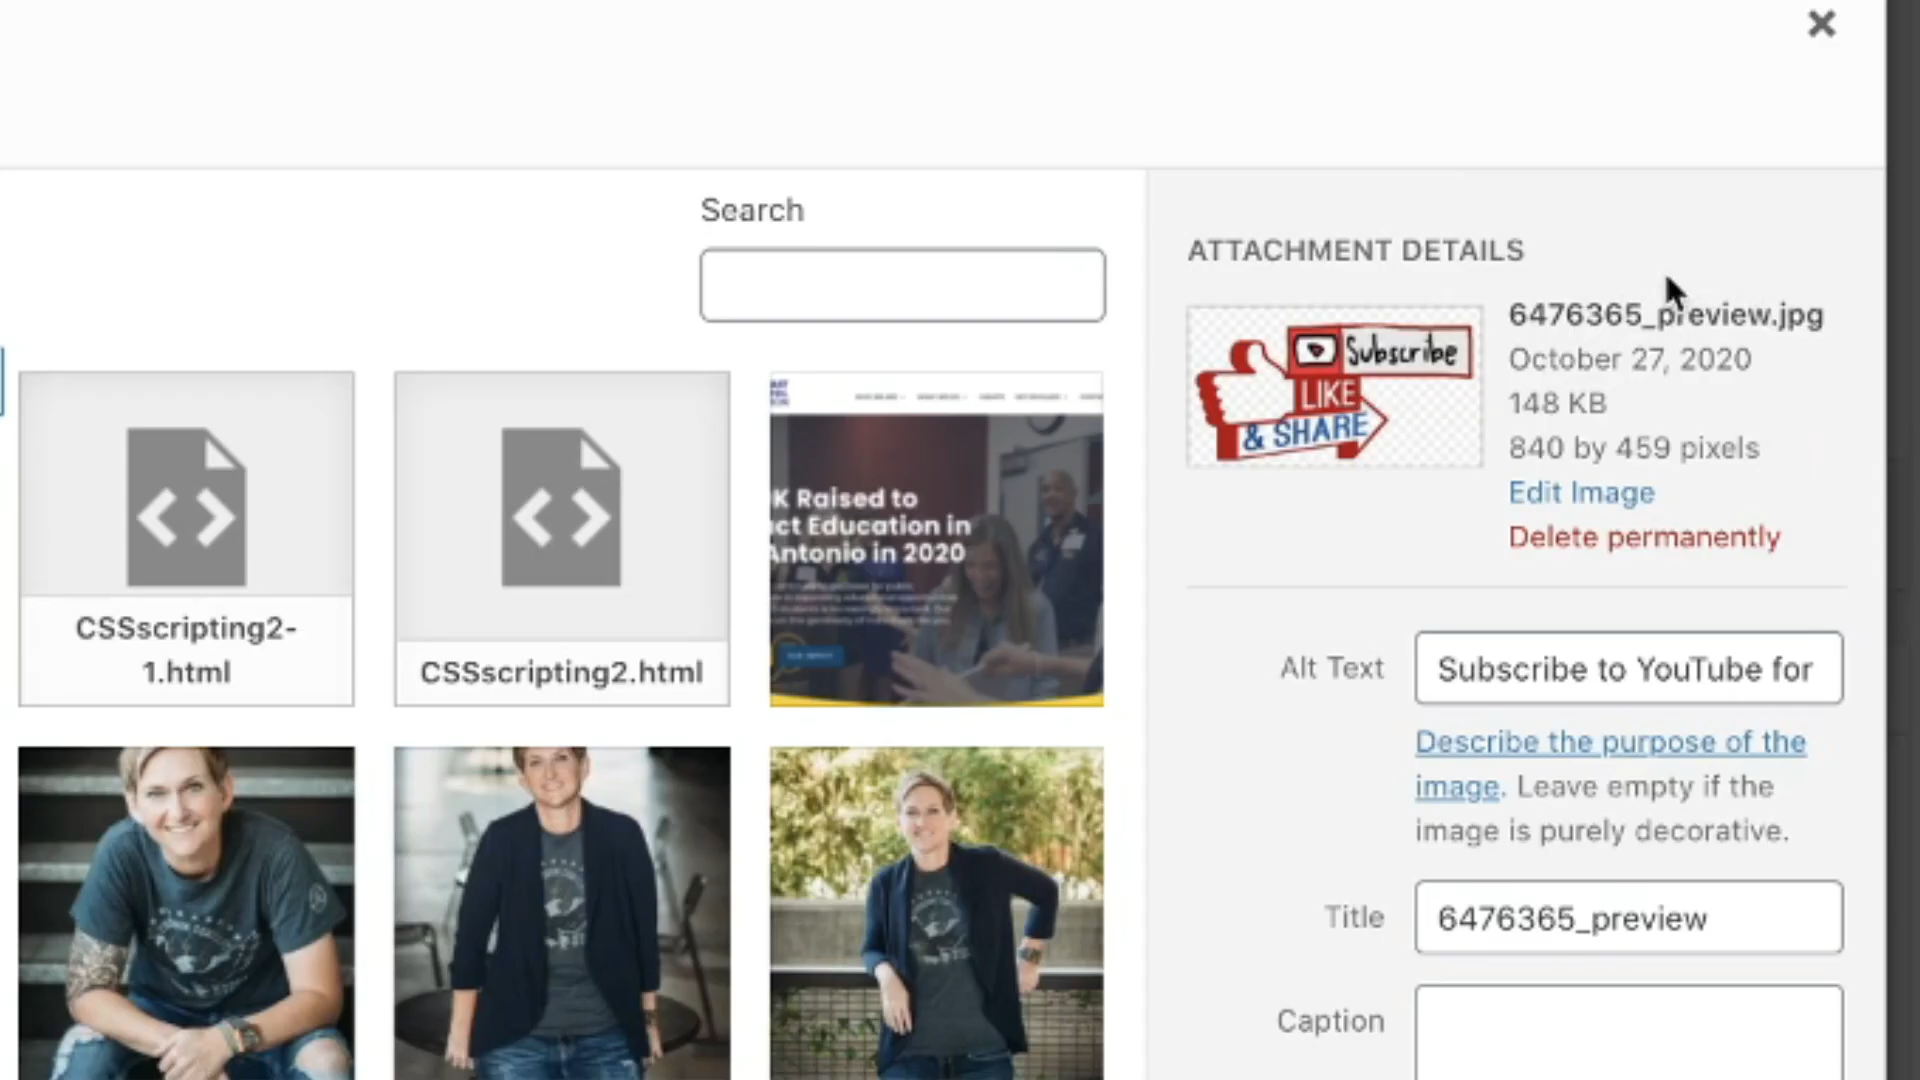 Search
ATTACHMENT DETAILS
6476365_preview.jpg
October 27, 2020
148 KB
840 by 459 pixels
Edit Image
Delete permanently
Subscribe
LIKE
& SHARE
K Raised to
ct Education in
Antonio in 2020
CSSscripting2-
1.html
CSSscripting2.html
Alt Text
Subscribe to YouTube for
Describe the purpose of the
image. Leave empty if the
image is purely decorative.
Title
6476365_preview
Caption